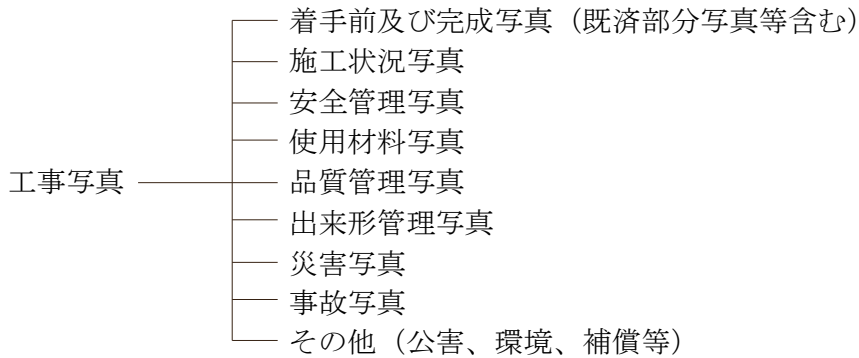 着手前及び完成写真（既済部分写真等含む）
施工状況写真
安全管理写真
使用材料写真
工事写真
品質管理写真
出来形管理写真
災害写真
事故写真
その他（公害、環境、補償等）